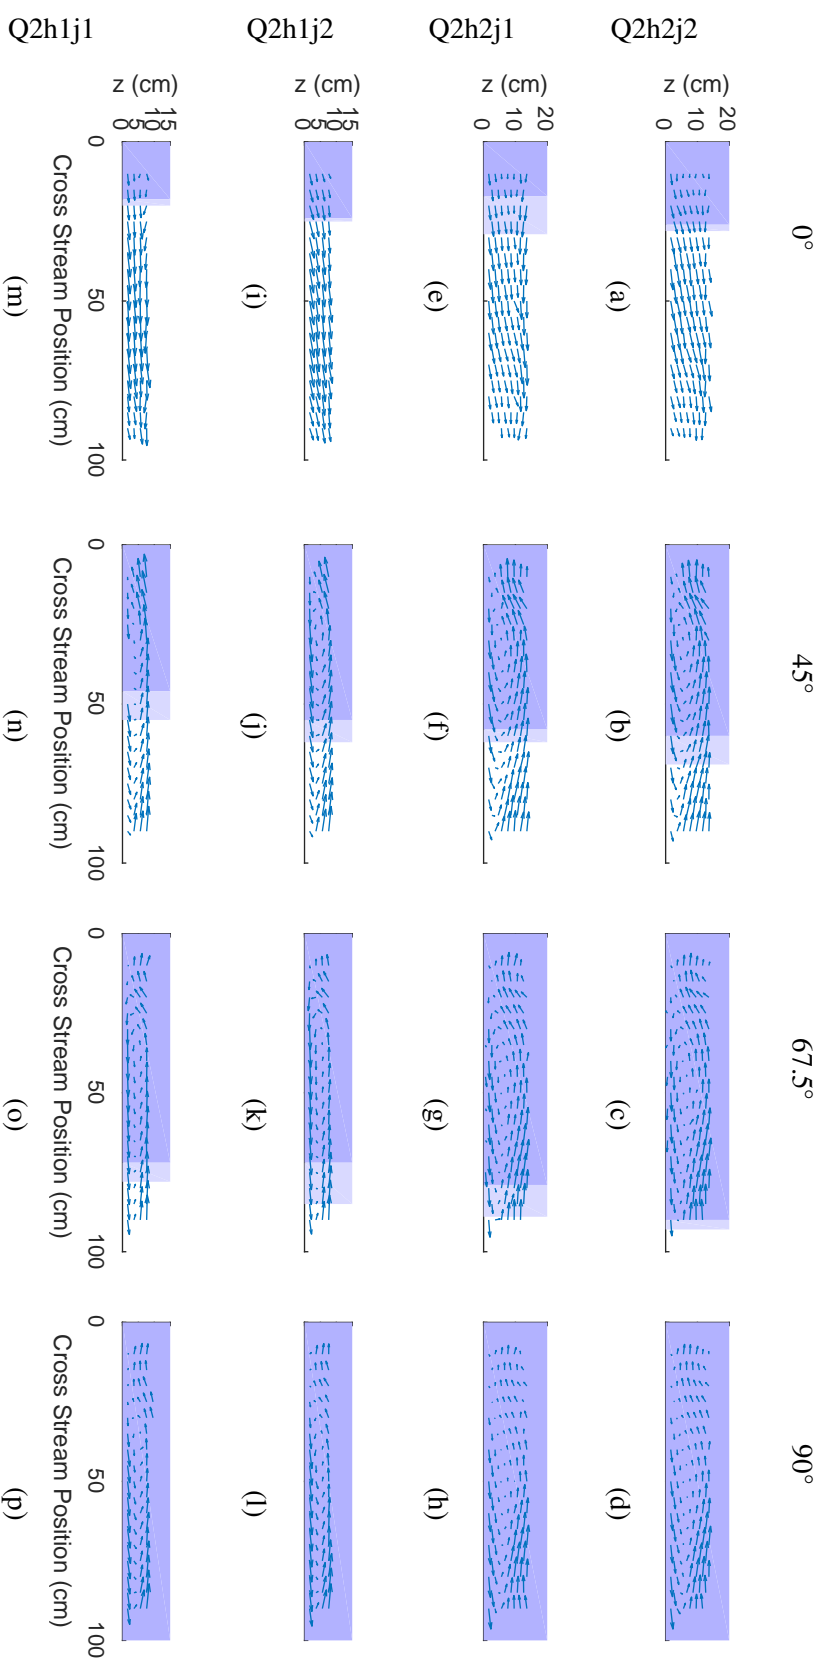 0° 45° 67.5° 90°
Q2h2j2
z (cm)
20
10
0
(a) (b) (c) (d)
Q2h2j1
z (cm)
20
10
0
(e) (f) (g) (h)
Q2h1j2
z (cm)
15
10
5
0
(i) (j) (k) (l)
Q2h1j1
z (cm)
15
10
5
0
0 50 100 0 50 100 0 50 100 0 50 100
Cross Stream Position (cm) Cross Stream Position (cm) Cross Stream Position (cm) Cross Stream Position (cm)
(m) (n) (o) (p)